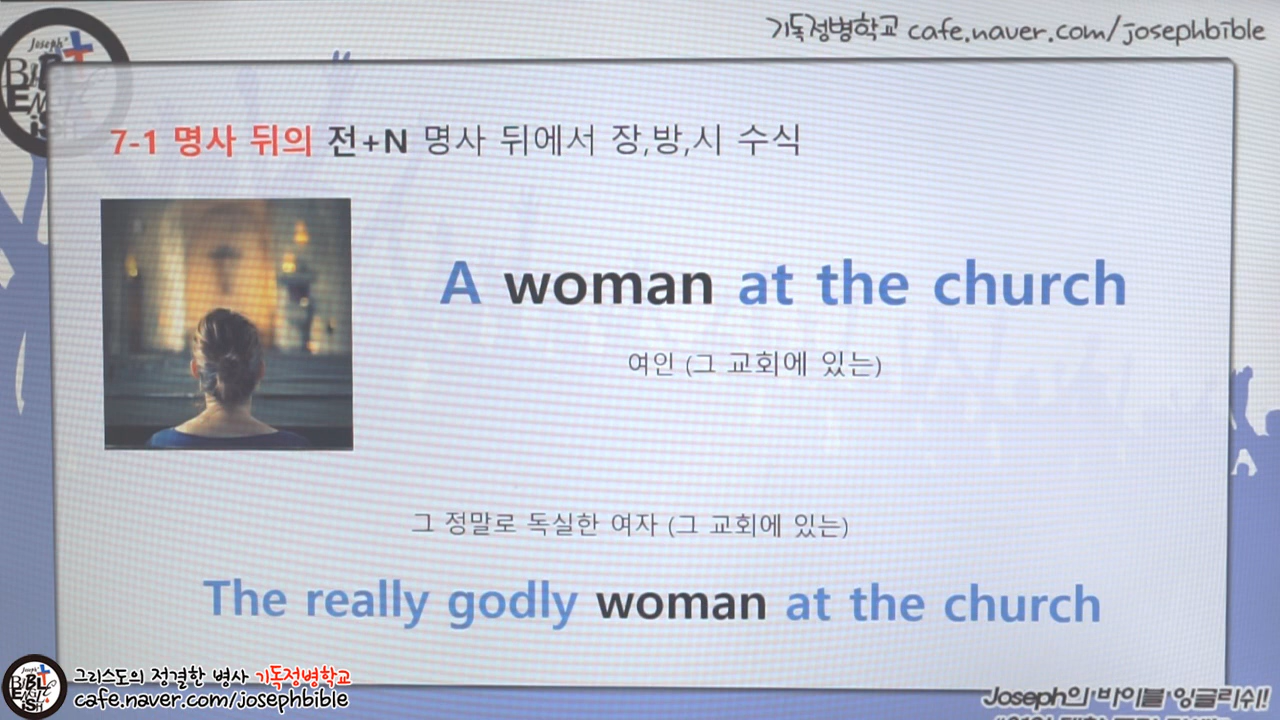 기독정병학교 cafe.naver.com/josephbible
Joseph's
BIBLE
ENGLISH
7-1 명사 뒤의 전+N 명사 뒤에서 장,방,시 수식
A woman at the church
여인 (그 교회에 있는)
그 정말로 독실한 여자 (그 교회에 있는)
The really godly woman at the church
그리스도의 정결한 병사 기독정병학교
cafe.naver.com/josephbible
Joseph의 바이블 잉글리쉬!